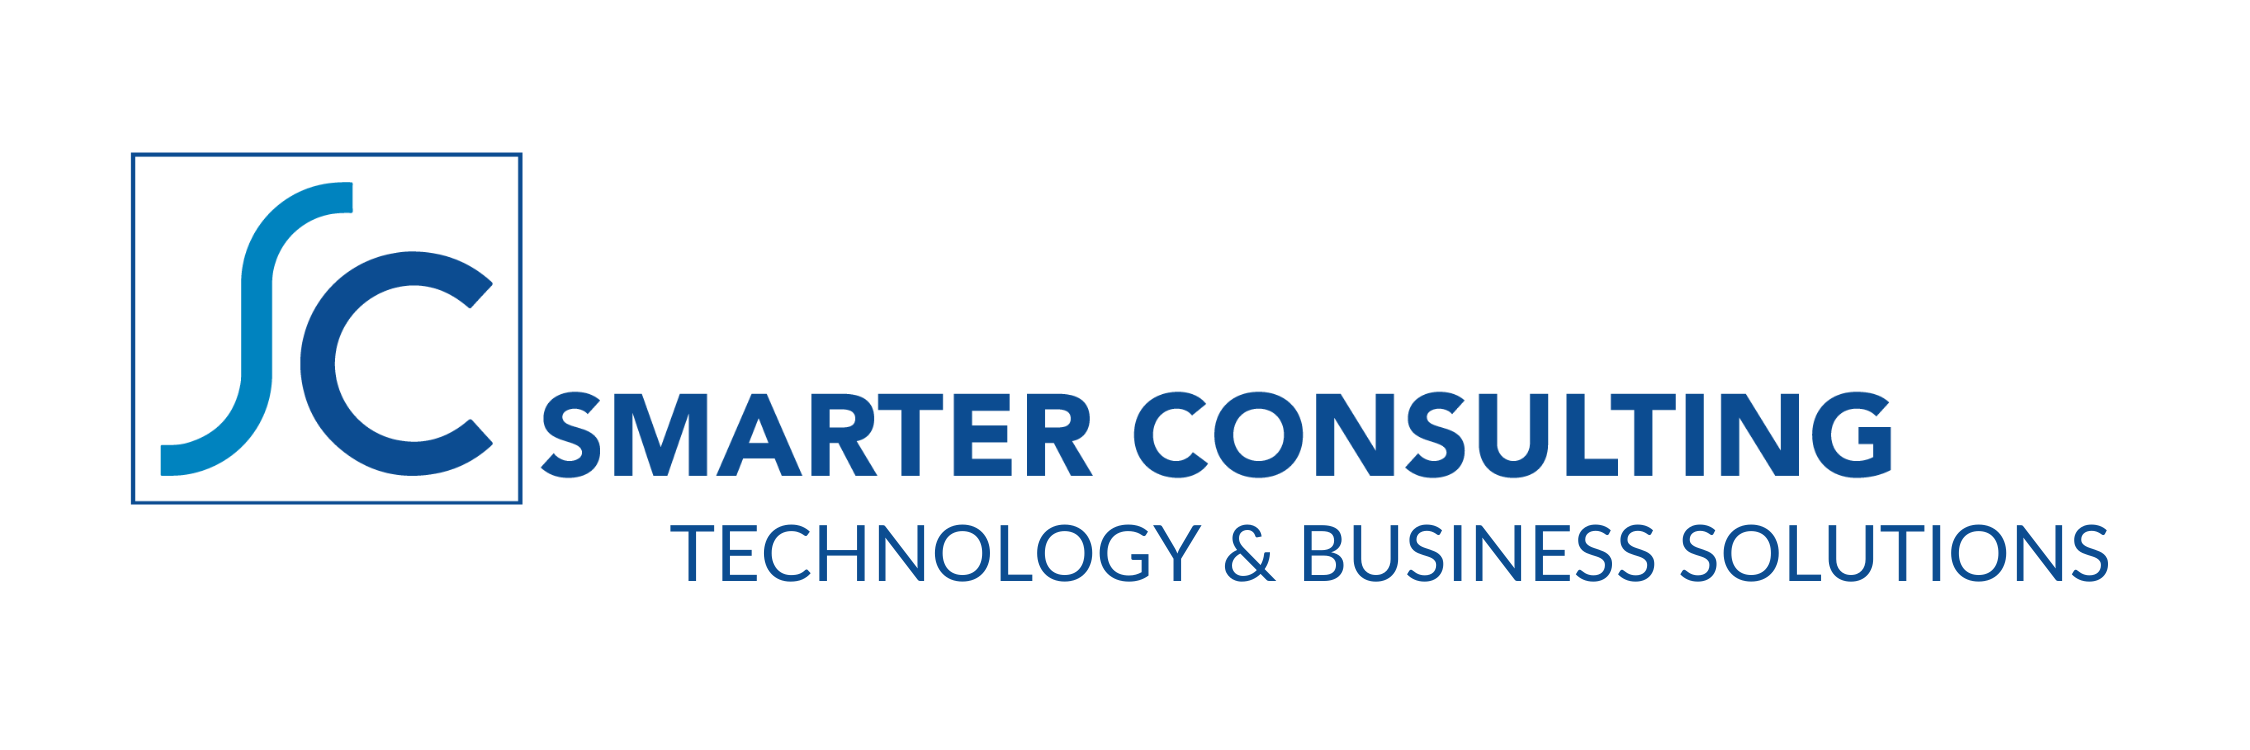 SC
SMARTER CONSULTING
TECHNOLOGY & BUSINESS SOLUTIONS